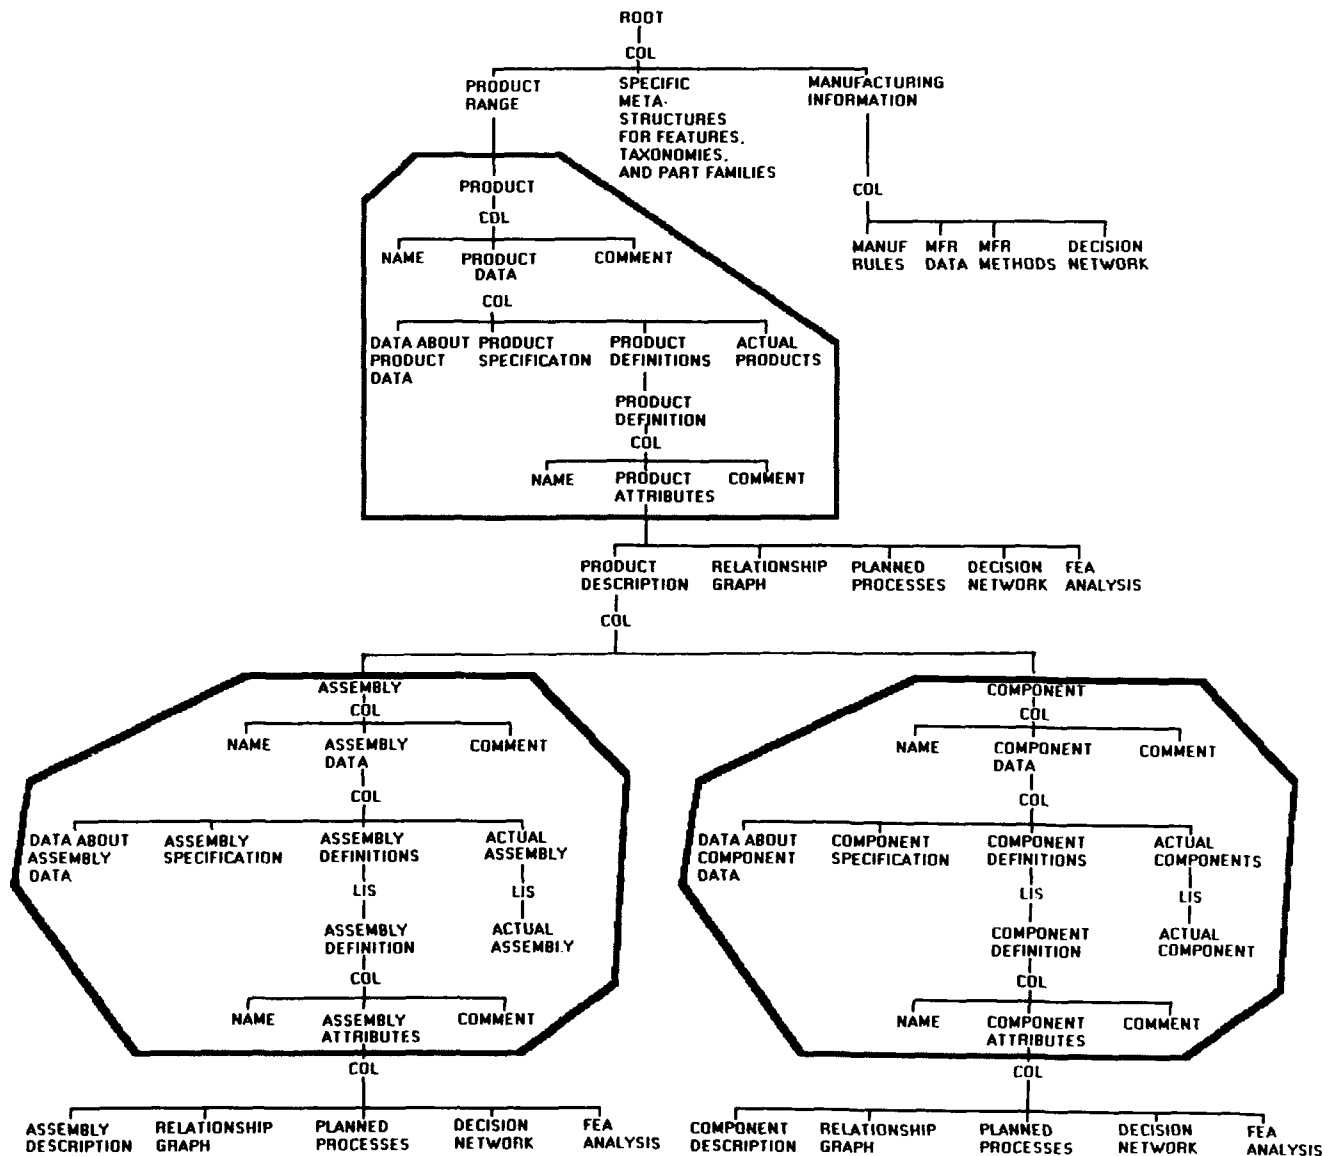 ROOT
COL
PRODUCT
RANGE
SPECIFIC
META-
STRUCTURES
FOR FEATURES,
TAXONOMIES,
AND PART FAMILIES
MANUFACTURING
INFORMATION
COL
MANUF
RULES
MFR
DATA
MFR
METHODS
DECISION
NETWORK
PRODUCT
COL
NAME
PRODUCT
DATA
COMMENT
COL
DATA ABOUT
PRODUCT
DATA
PRODUCT
SPECIFICATON
PRODUCT
DEFINITIONS
ACTUAL
PRODUCTS
PRODUCT
DEFINITION
COL
NAME
PRODUCT
ATTRIBUTES
COMMENT
PRODUCT
DESCRIPTION
RELATIONSHIP
GRAPH
PLANNED
PROCESSES
DECISION
NETWORK
FEA
ANALYSIS
COL
ASSEMBLY
COL
NAME
ASSEMBLY
DATA
COMMENT
COL
DATA ABOUT
ASSEMBLY
DATA
ASSEMBLY
SPECIFICATION
ASSEMBLY
DEFINITIONS
ACTUAL
ASSEMBLY
LIS
LIS
ASSEMBLY
DEFINITION
ACTUAL
ASSEMBLY
COL
NAME
ASSEMBLY
ATTRIBUTES
COMMENT
COL
ASSEMBLY
DESCRIPTION
RELATIONSHIP
GRAPH
PLANNED
PROCESSES
DECISION
NETWORK
FEA
ANALYSIS
COMPONENT
COL
NAME
COMPONENT
DATA
COMMENT
COL
DATA ABOUT
COMPONENT
DATA
COMPONENT
SPECIFICATION
COMPONENT
DEFINITIONS
ACTUAL
COMPONENTS
LIS
LIS
COMPONENT
DEFINITION
ACTUAL
COMPONENT
COL
NAME
COMPONENT
ATTRIBUTES
COMMENT
COL
COMPONENT
DESCRIPTION
RELATIONSHIP
GRAPH
PLANNED
PROCESSES
DECISION
NETWORK
FEA
ANALYSIS